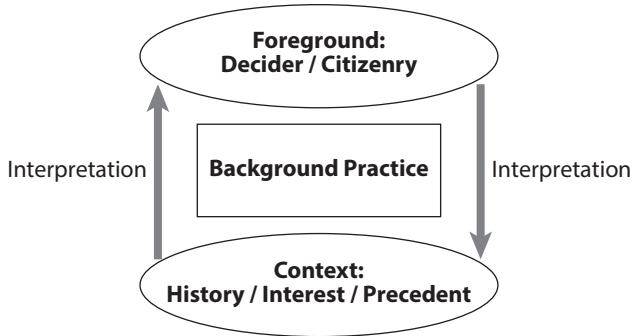 Foreground:
Decider / Citizenry
Interpretation
Background Practice
Interpretation
Context:
History / Interest / Precedent